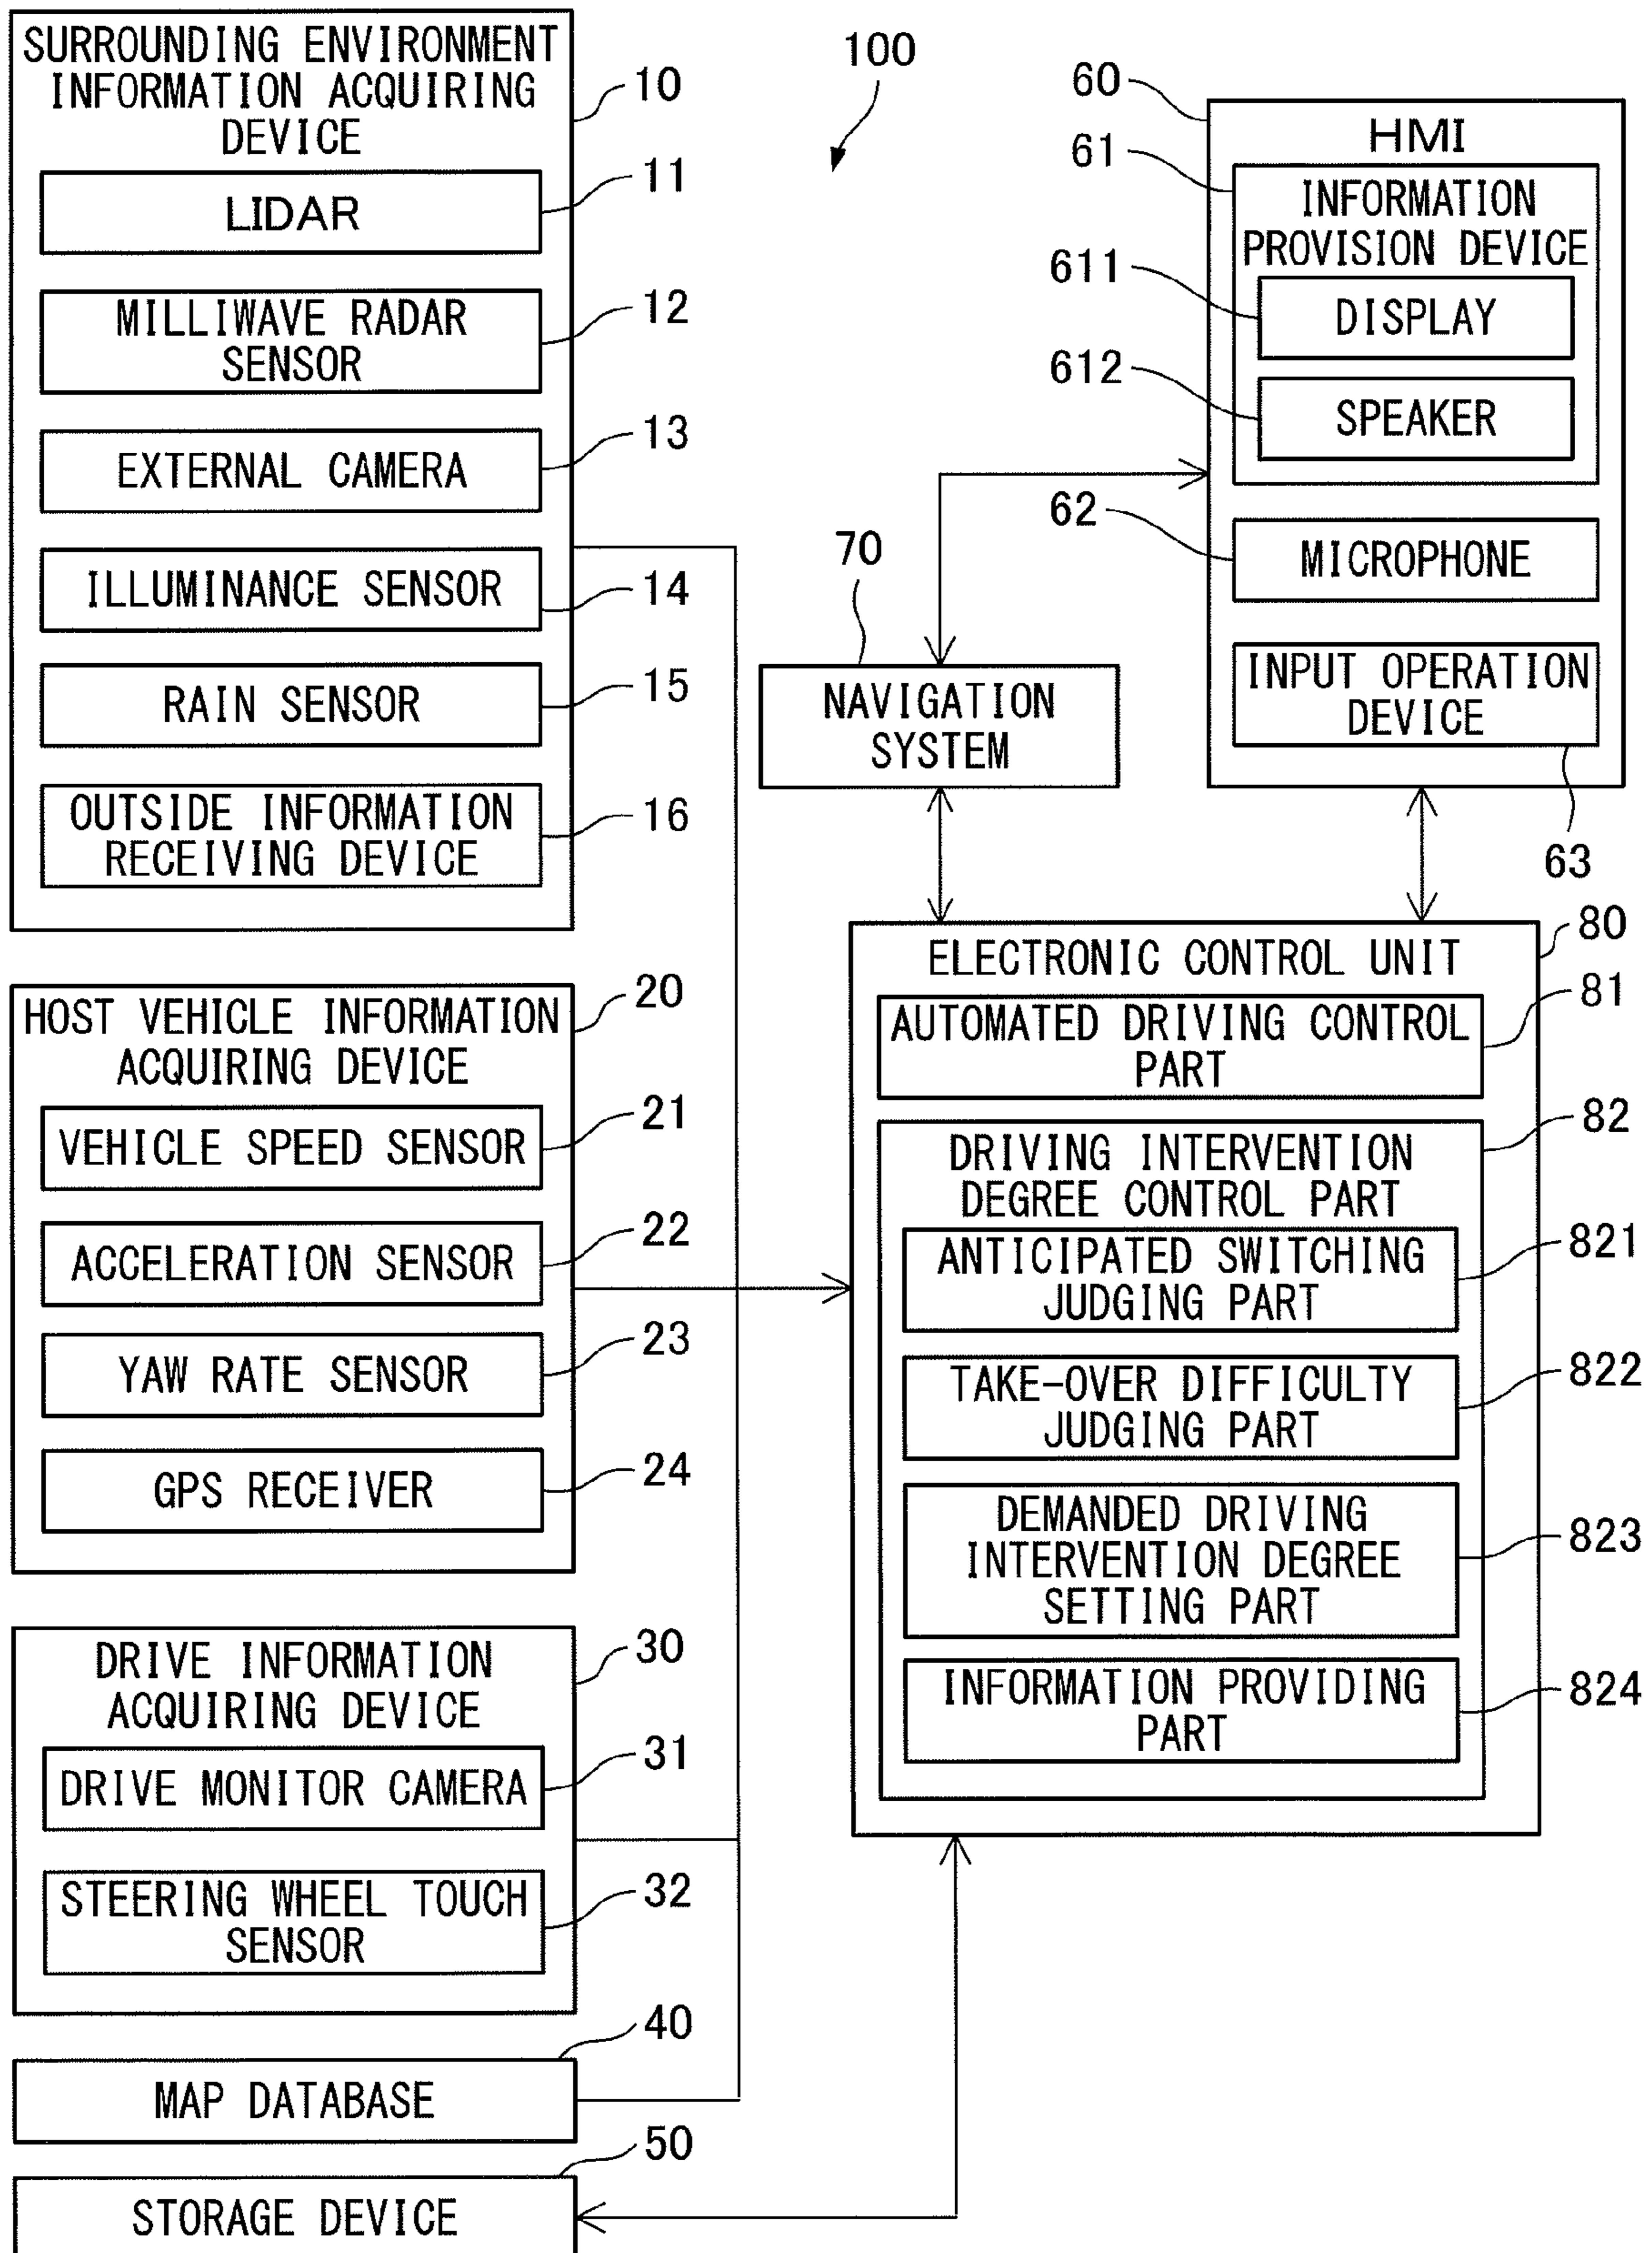 SURROUNDING ENVIRONMENT
INFORMATION ACQUIRING
DEVICE
10
LIDAR
11
MILLIWAVE RADAR
SENSOR
12
EXTERNAL CAMERA
13
ILLUMINANCE SENSOR
14
RAIN SENSOR
15
OUTSIDE INFORMATION
RECEIVING DEVICE
16
HOST VEHICLE INFORMATION
ACQUIRING DEVICE
20
VEHICLE SPEED SENSOR
21
ACCELERATION SENSOR
22
YAW RATE SENSOR
23
GPS RECEIVER
24
DRIVE INFORMATION
ACQUIRING DEVICE
30
DRIVE MONITOR CAMERA
31
STEERING WHEEL TOUCH
SENSOR
32
MAP DATABASE
40
STORAGE DEVICE
50
100
60
HMI
61
INFORMATION
PROVISION DEVICE
611
DISPLAY
612
SPEAKER
62
MICROPHONE
INPUT OPERATION
DEVICE
63
70
NAVIGATION
SYSTEM
80
ELECTRONIC CONTROL UNIT
81
AUTOMATED DRIVING CONTROL
PART
82
DRIVING INTERVENTION
DEGREE CONTROL PART
ANTICIPATED SWITCHING
JUDGING PART
821
TAKE-OVER DIFFICULTY
JUDGING PART
822
DEMANDED DRIVING
INTERVENTION DEGREE
SETTING PART
823
INFORMATION PROVIDING
PART
824